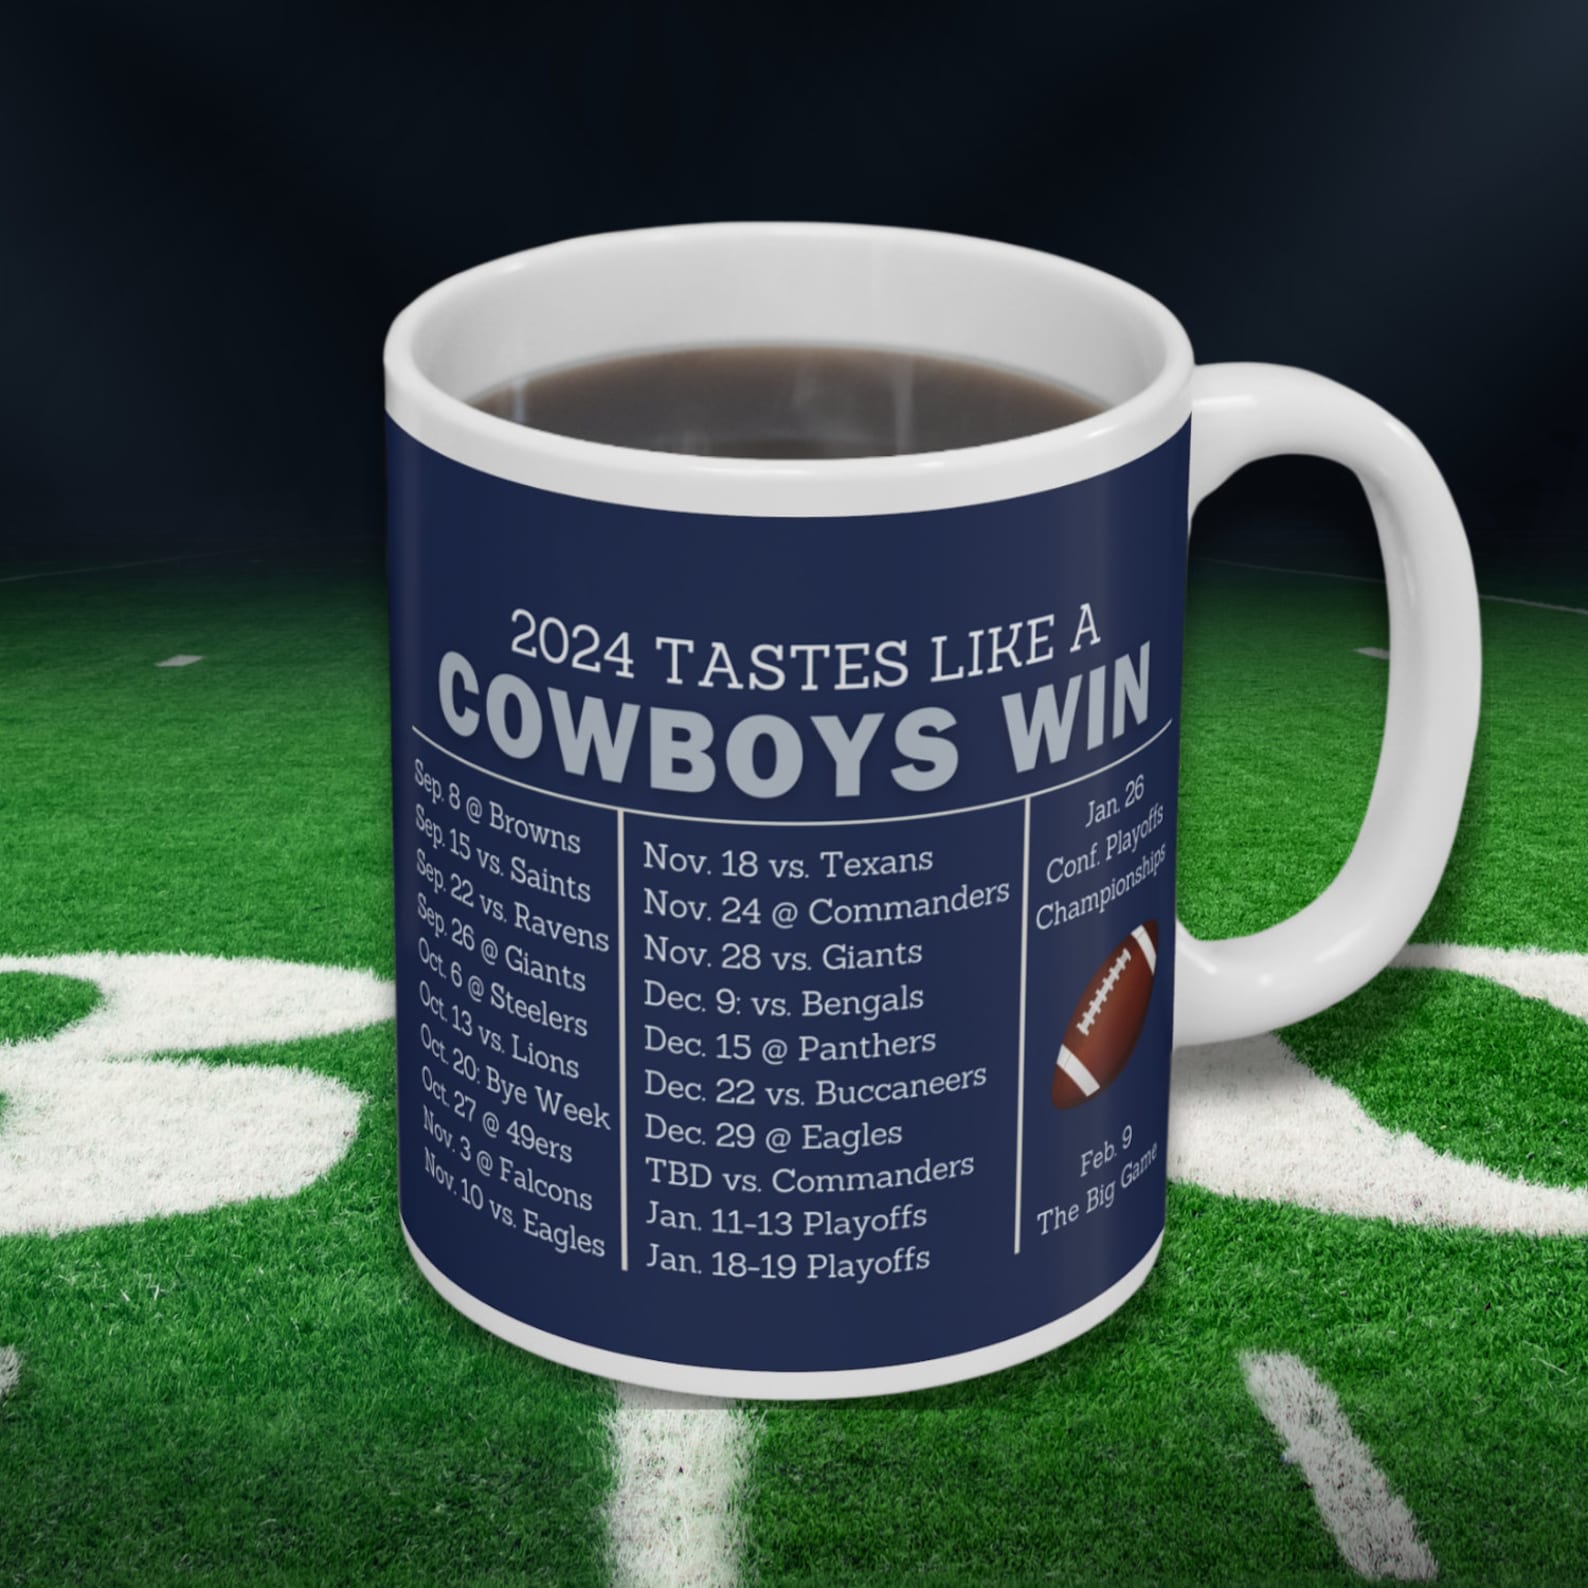 2024 TASTES LIKE A
COWBOYS WIN
Sep. 8 @ Browns
Sep. 15 vs. Saints
Sep. 22 vs. Ravens
Sep. 26 @ Giants
Oct. 6 @ Steelers
Oct. 13 vs. Lions
Oct. 20: Bye Week
Oct. 27 @ 49ers
Nov. 3 @ Falcons
Nov. 10 vs. Eagles
Nov. 18 vs. Texans
Nov. 24 @ Commanders
Nov. 28 vs. Giants
Dec. 9: vs. Bengals
Dec. 15 @ Panthers
Dec. 22 vs. Buccaneers
Dec. 29 @ Eagles
TBD vs. Commanders
Jan. 11-13 Playoffs
Jan. 18-19 Playoffs
Jan. 26
Conf. Playoffs
Championships
Feb. 9
The Big Game